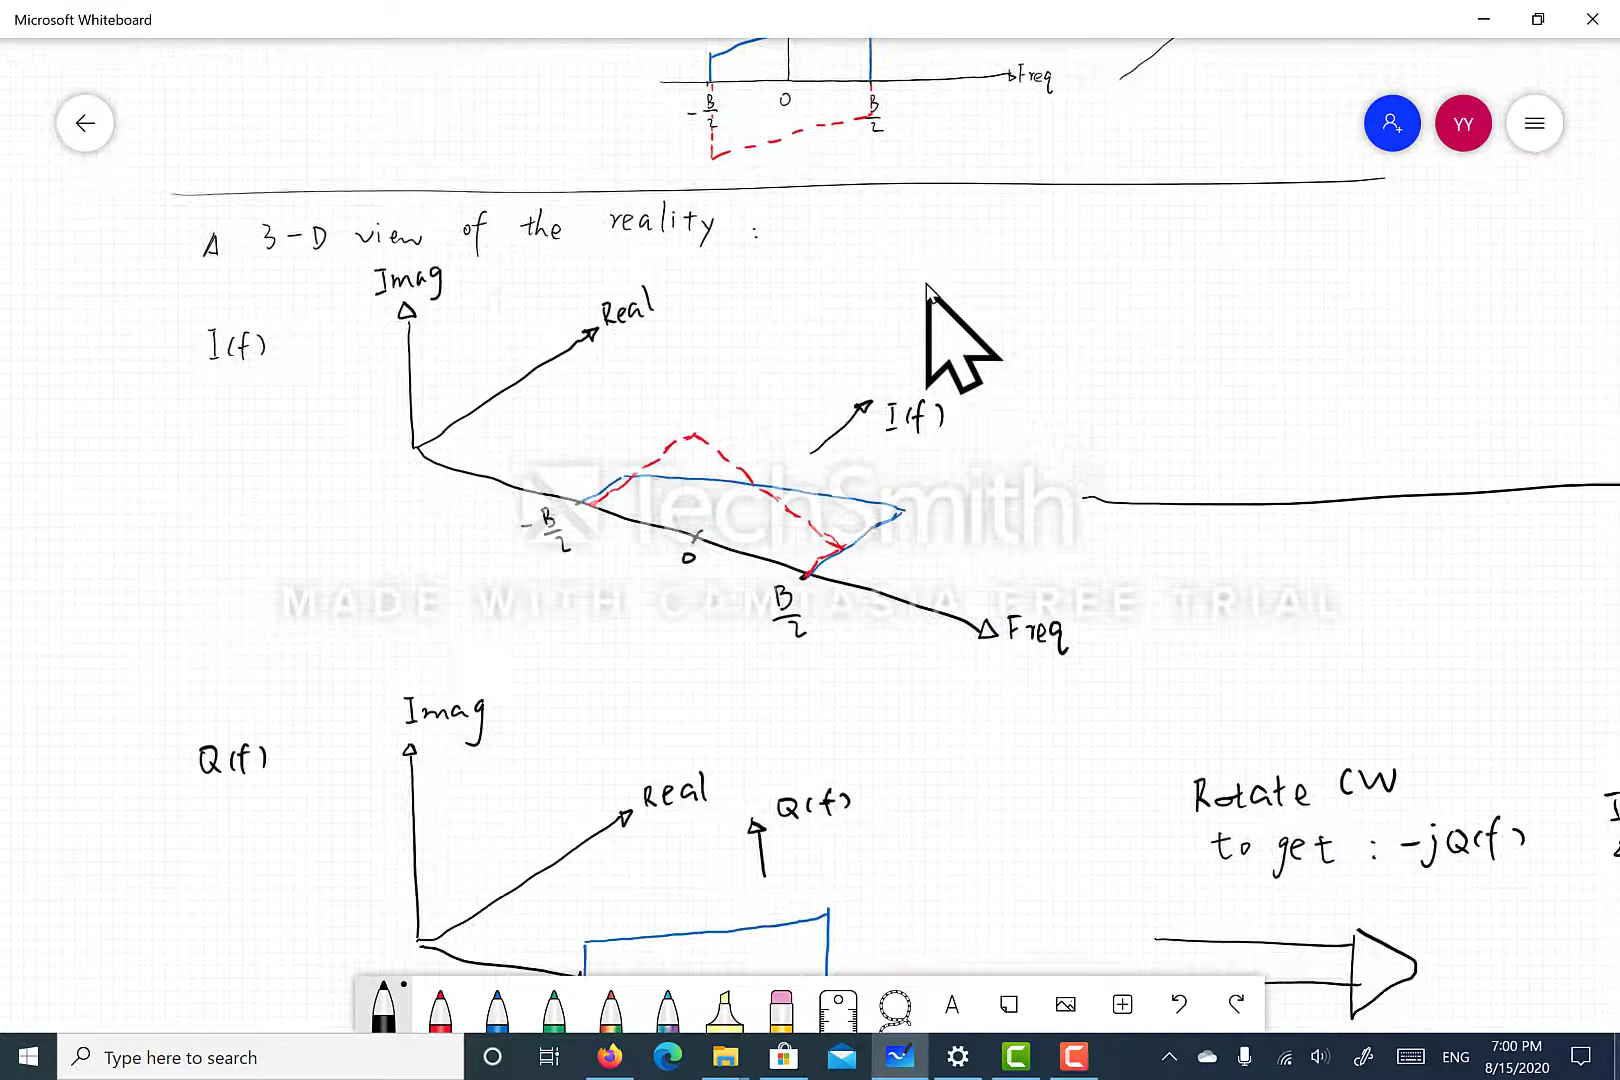 Microsoft Whiteboard
Freq
-B/2
0
B/2
YY
A 3-D view of the reality :
Imag
Real
I(f)
I(f)
TechSmith
-B/2
0
MADE WITH CAMTASIA FREE TRIAL
B/2
Freq
Imag
Q(f)
Real
Q(f)
Rotate CW
to get : -jQ(f)
A
Type here to search
ENG
7:00 PM
8/15/2020